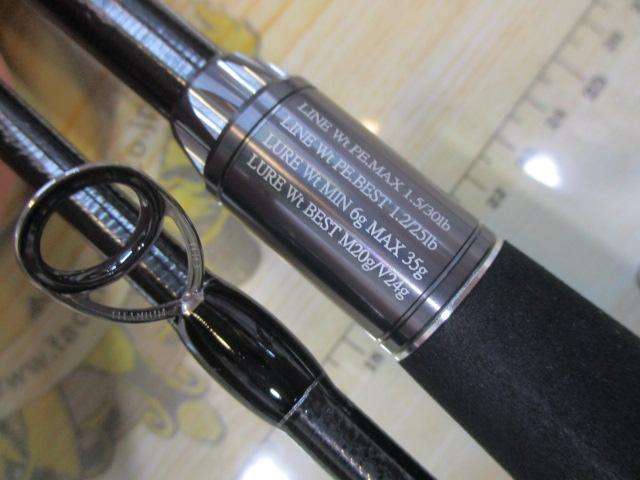 LINE Wt PE.MAX 1.5/30lb
LINE Wt PE.BEST 1.2/25lb
LURE Wt MIN 6g MAX 35g
LURE Wt BEST M20g/V24g
TITANIUM